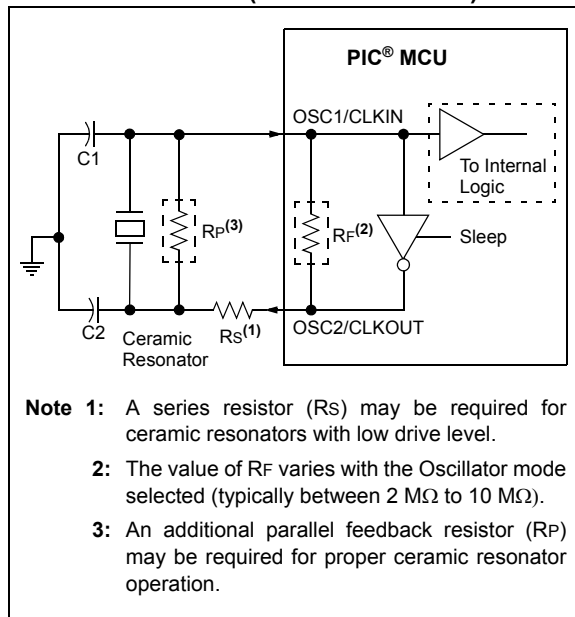 PIC® MCU
OSC1/CLKIN
C1
To Internal
Logic
RP(3)
RF(2)
Sleep
C2
Ceramic
Resonator
RS(1)
OSC2/CLKOUT
Note 1: A series resistor (RS) may be required for
ceramic resonators with low drive level.
2: The value of RF varies with the Oscillator mode
selected (typically between 2 MΩ to 10 MΩ).
3: An additional parallel feedback resistor (RP)
may be required for proper ceramic resonator
operation.